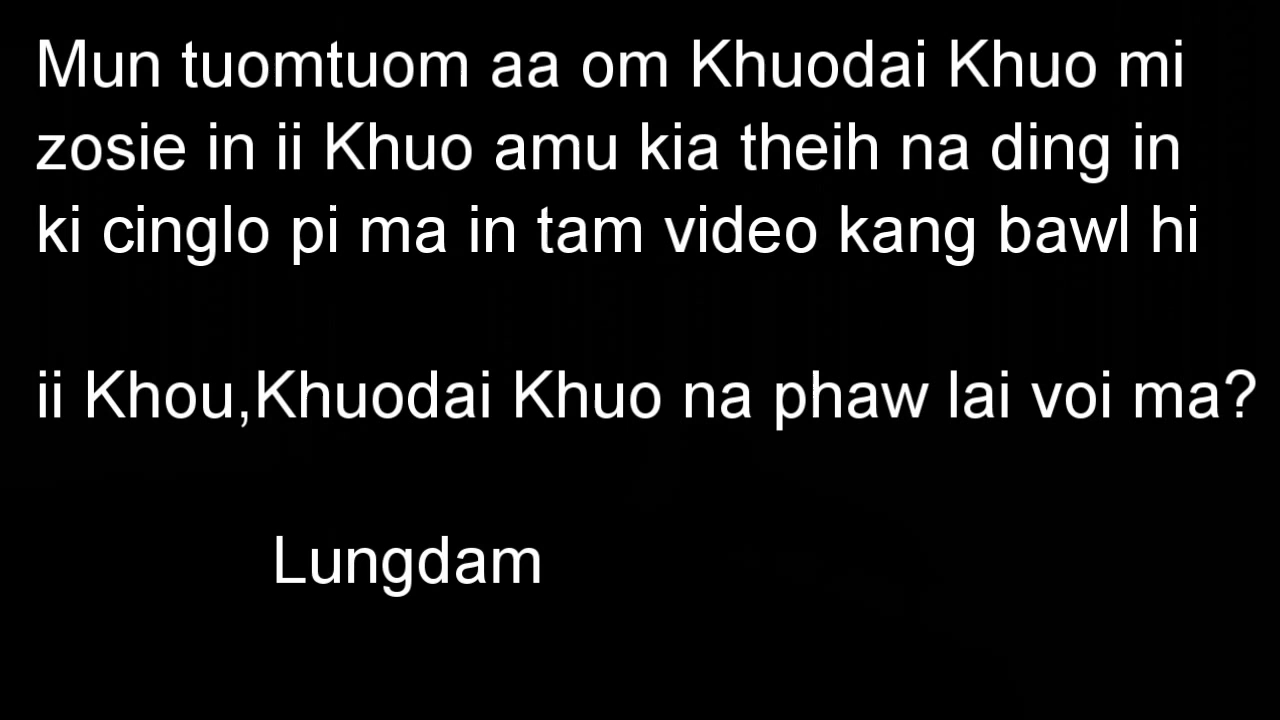 Mun tuomtuom aa om Khuodai Khuo mi
zosie in ii Khuo amu kia theih na ding in
ki cinglo pi ma in tam video kang bawl hi
ii Khou,Khuodai Khuo na phaw lai voi ma?
Lungdam